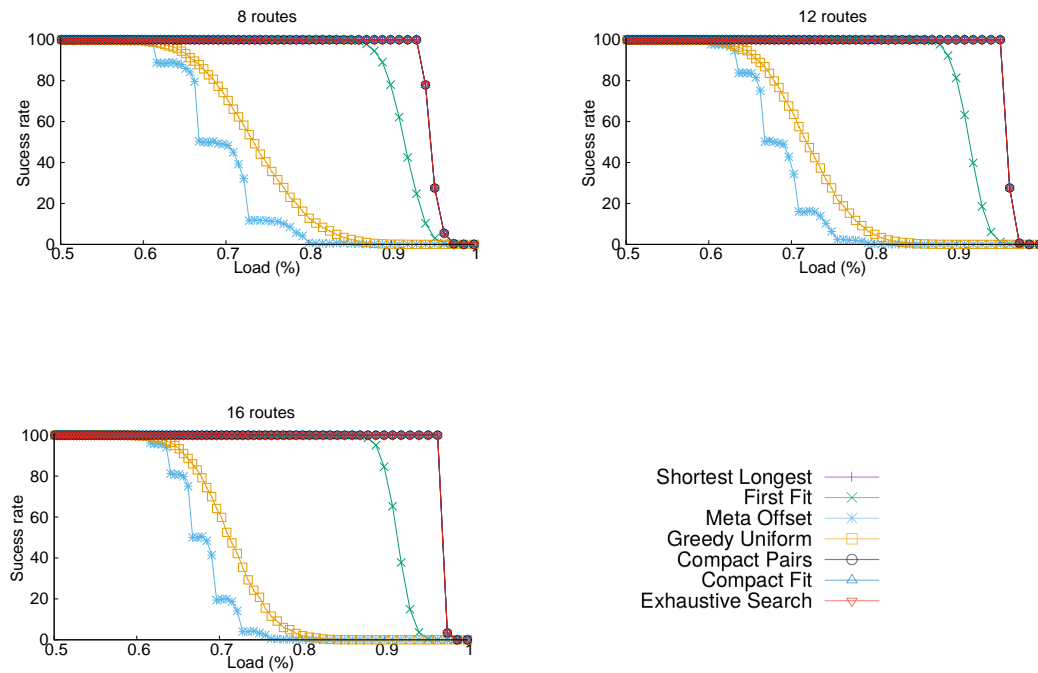 8 routes
100
80
60
40
20
0
Sucess rate
0.5 0.6 0.7 0.8 0.9 1
Load (%)
12 routes
100
80
60
40
20
0
Sucess rate
0.5 0.6 0.7 0.8 0.9
Load (%)
16 routes
100
80
60
40
20
0
Sucess rate
0.5 0.6 0.7 0.8 0.9 1
Load (%)
Shortest Longest
First Fit
Meta Offset
Greedy Uniform
Compact Pairs
Compact Fit
Exhaustive Search